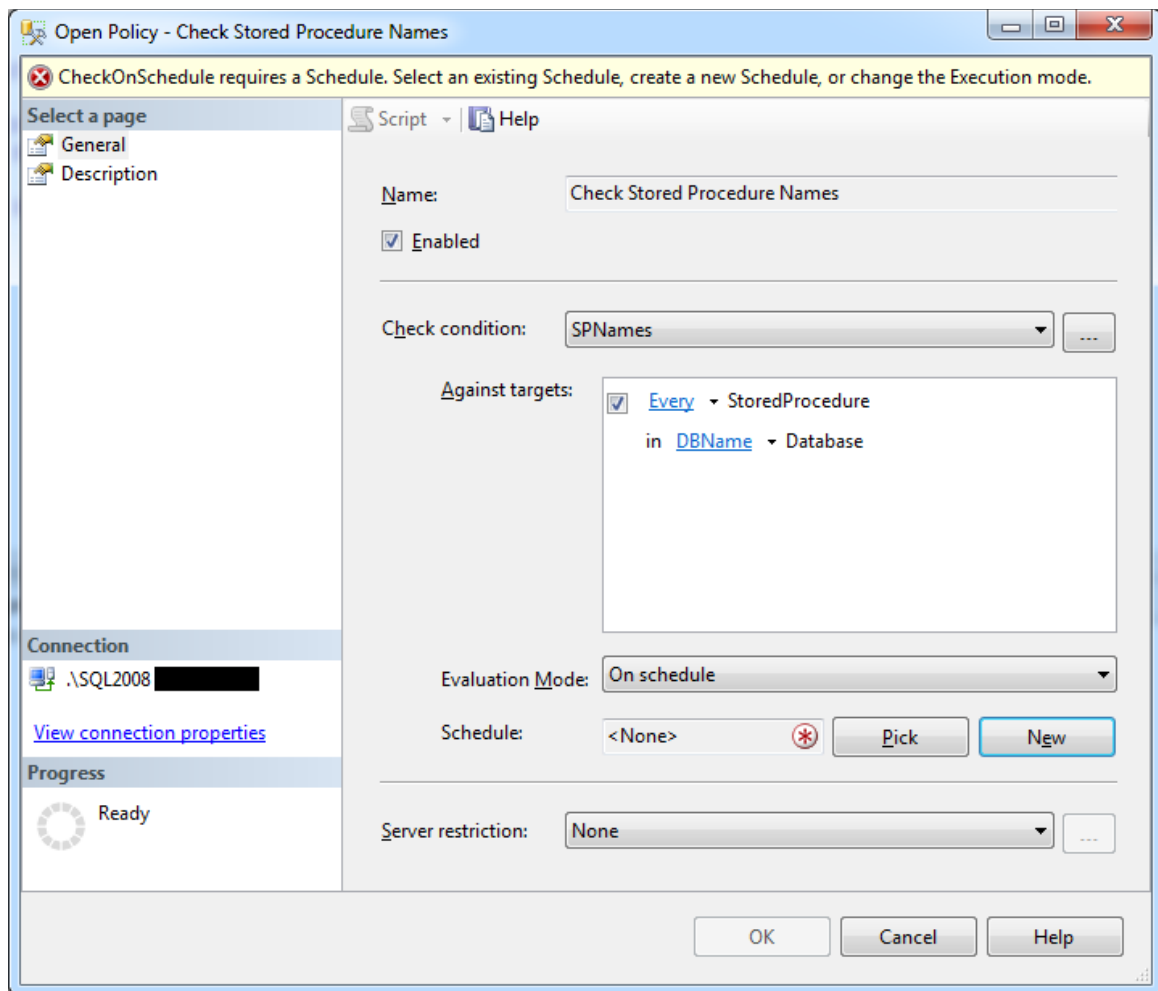 Open Policy - Check Stored Procedure Names
CheckOnSchedule requires a Schedule. Select an existing Schedule, create a new Schedule, or change the Execution mode.
Select a page
General
Description
Script
Help
Name:
Check Stored Procedure Names
Enabled
Check condition:
SPNames
...
Against targets:
Every StoredProcedure
in DBName Database
Evaluation Mode:
On schedule
Schedule:
<None>
Pick
New
Server restriction:
None
...
Connection
.\SQL2008
View connection properties
Progress
Ready
OK
Cancel
Help